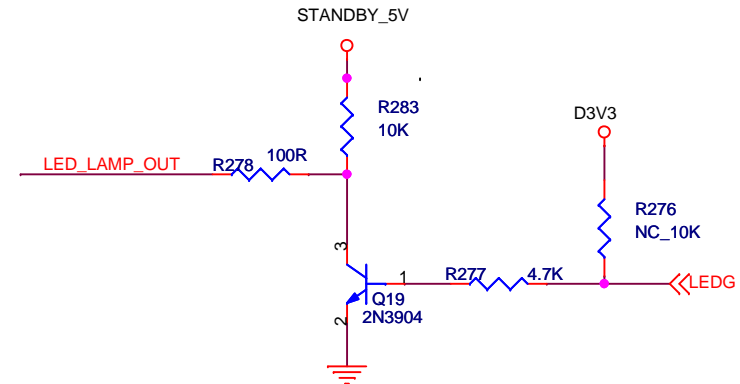 STANDBY_5V
R283
10K
D3V3
LED_LAMP_OUT
R278
100R
R276
NC_10K
3
1
R277
4.7K
LEDG
Q19
2N3904
2